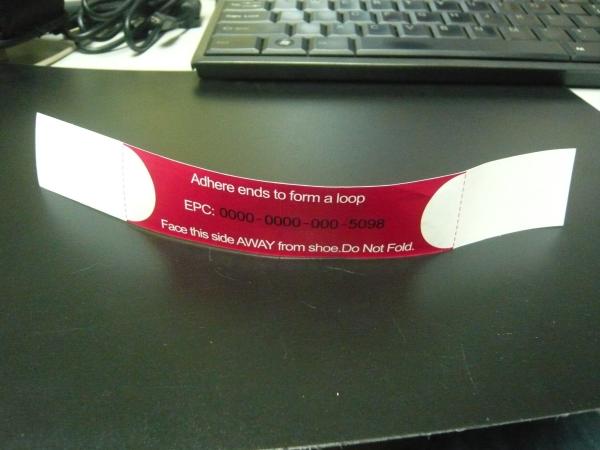 Adhere ends to form a loop
EPC: 0000-0000-000-5098
Face this side AWAY from shoe.Do Not Fold.